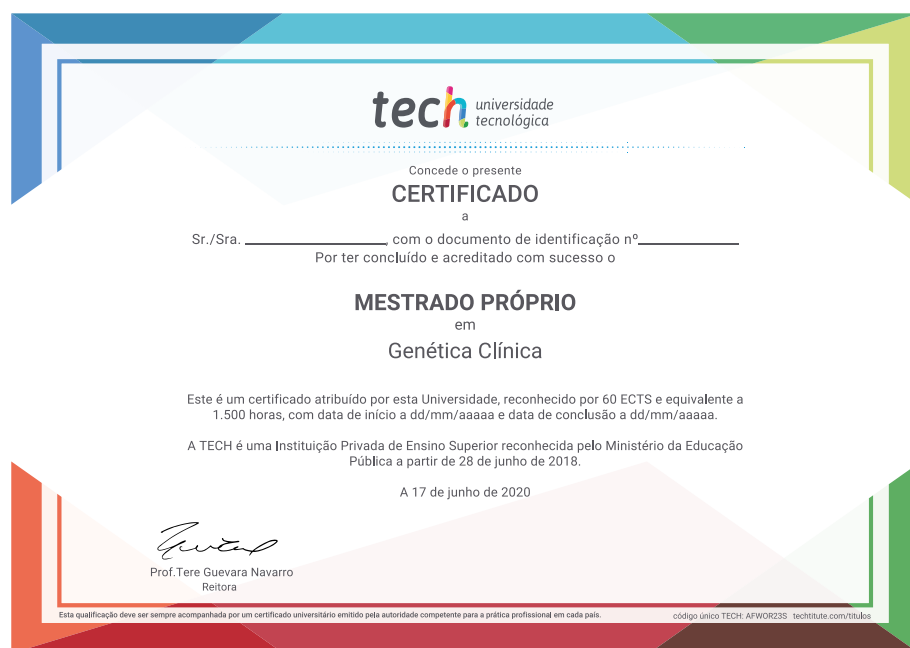 tech universidade
tecnológica
Concede o presente
CERTIFICADO
a
Sr./Sra. ________________, com o documento de identificação nº____________
Por ter concluído e acreditado com sucesso o
MESTRADO PRÓPRIO
em
Genética Clínica
Este é um certificado atribuído por esta Universidade, reconhecido por 60 ECTS e equivalente a
1.500 horas, com data de início a dd/mm/aaaaa e data de conclusão a dd/mm/aaaaa.
A TECH é uma Instituição Privada de Ensino Superior reconhecida pelo Ministério da Educação
Pública a partir de 28 de junho de 2018.
A 17 de junho de 2020
Prof.Tere Guevara Navarro
Reitora
Esta qualificação deve ser sempre acompanhada por um certificado universitário emitido pela autoridade competente para a prática profissional em cada país.
código único TECH: AFWOR23S techtitute.com/titulos